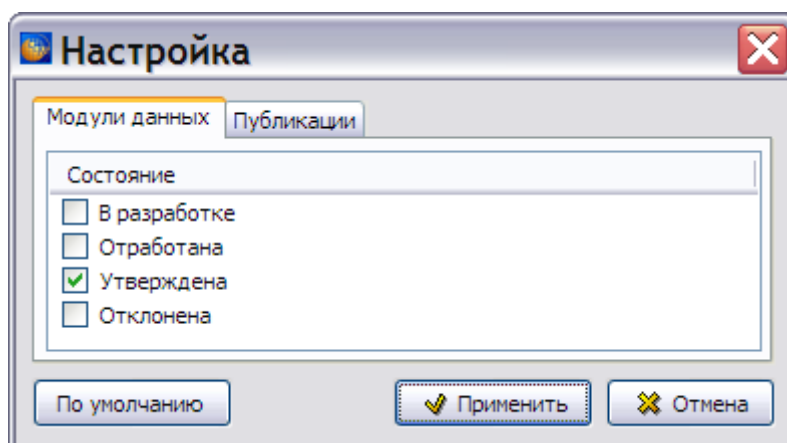 Настройка
Модули данных Публикации
Состояние
В разработке
Отработана
Утверждена
Отклонена
По умолчанию Применить Отмена